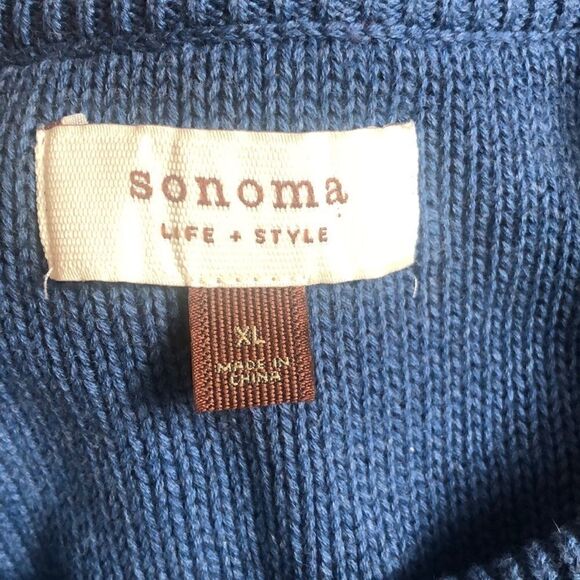 sonoma
LIFE + STYLE
XL
MADE IN
CHINA